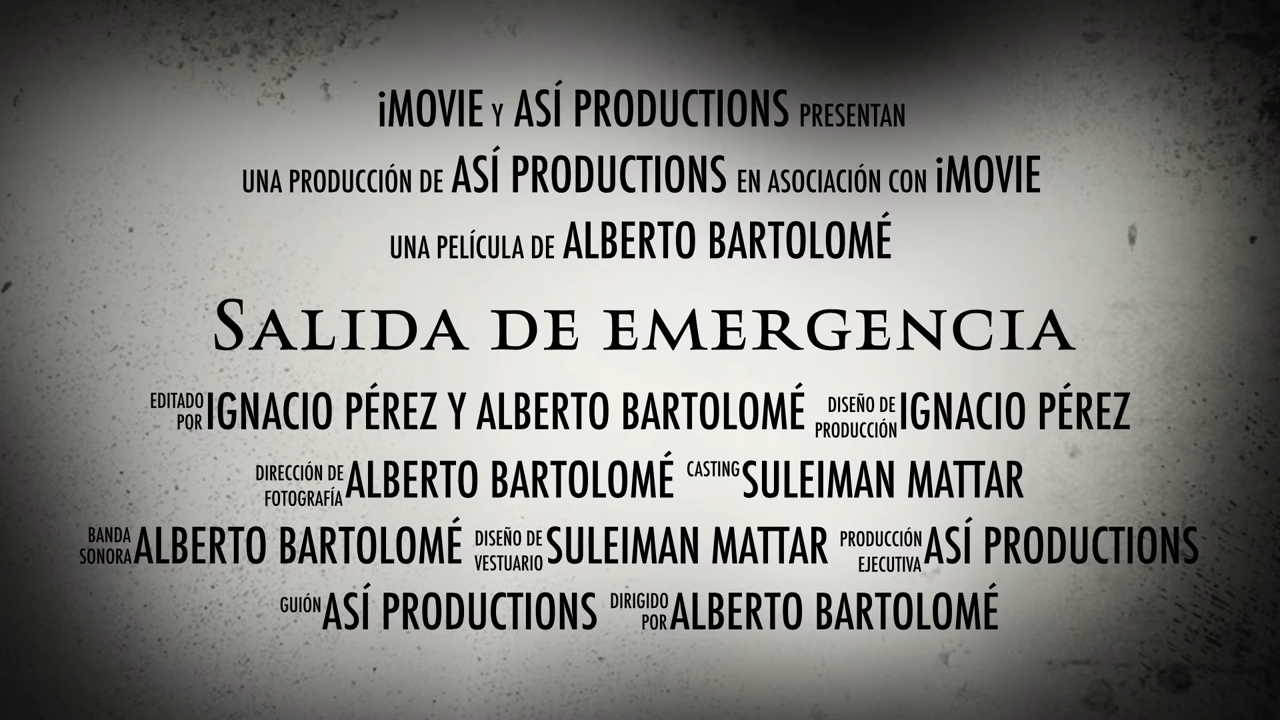 iMOVIE Y ASÍ PRODUCTIONS PRESENTAN
UNA PRODUCCIÓN DE ASÍ PRODUCTIONS EN ASOCIACIÓN CON iMOVIE
UNA PELÍCULA DE ALBERTO BARTOLOMÉ
SALIDA DE EMERGENCIA
EDITADO POR IGNACIO PÉREZ Y ALBERTO BARTOLOMÉ DISEÑO DE PRODUCCIÓN IGNACIO PÉREZ
DIRECCIÓN DE FOTOGRAFÍA ALBERTO BARTOLOMÉ CASTING SULEIMAN MATTAR
BANDA SONORA ALBERTO BARTOLOMÉ DISEÑO DE VESTUARIO SULEIMAN MATTAR PRODUCCIÓN EJECUTIVA ASÍ PRODUCTIONS
GUIÓN ASÍ PRODUCTIONS DIRIGIDO POR ALBERTO BARTOLOMÉ